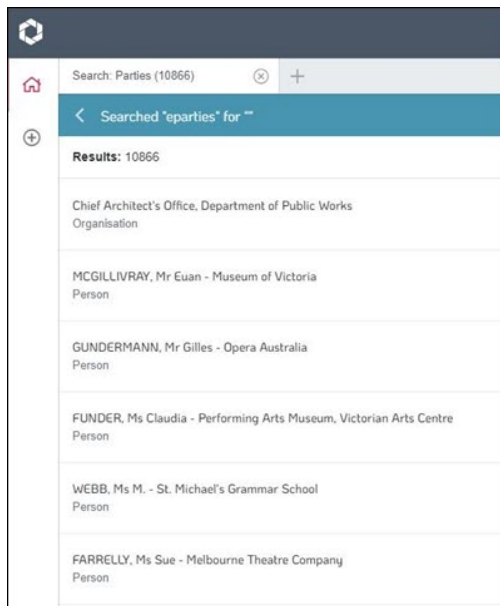 Search: Parties (10866)
Searched "eparties" for ""
Results: 10866
Chief Architect's Office, Department of Public Works
Organisation
MCGILLIVRAY, Mr Euan - Museum of Victoria
Person
GUNDERMANN, Mr Gilles - Opera Australia
Person
FUNDER, Ms Claudia - Performing Arts Museum, Victorian Arts Centre
Person
WEBB, Ms M. - St. Michael's Grammar School
Person
FARRELLY, Ms Sue - Melbourne Theatre Company
Person